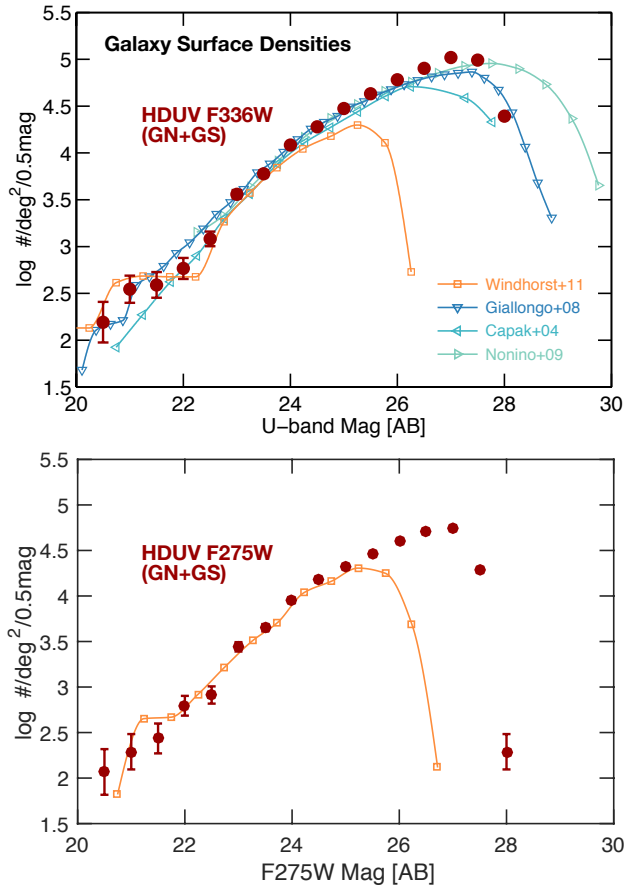 Galaxy Surface Densities
HDUV F336W
(GN+GS)
log #/deg²/0.5mag
5.5
5
4.5
4
3.5
3
2.5
2
1.5
Windhorst+11
Giallongo+08
Capak+04
Nonino+09
20 22 24 26 28 30
U-band Mag [AB]
HDUV F275W
(GN+GS)
log #/deg²/0.5mag
5.5
5
4.5
4
3.5
3
2.5
2
1.5
20 22 24 26 28 30
F275W Mag [AB]